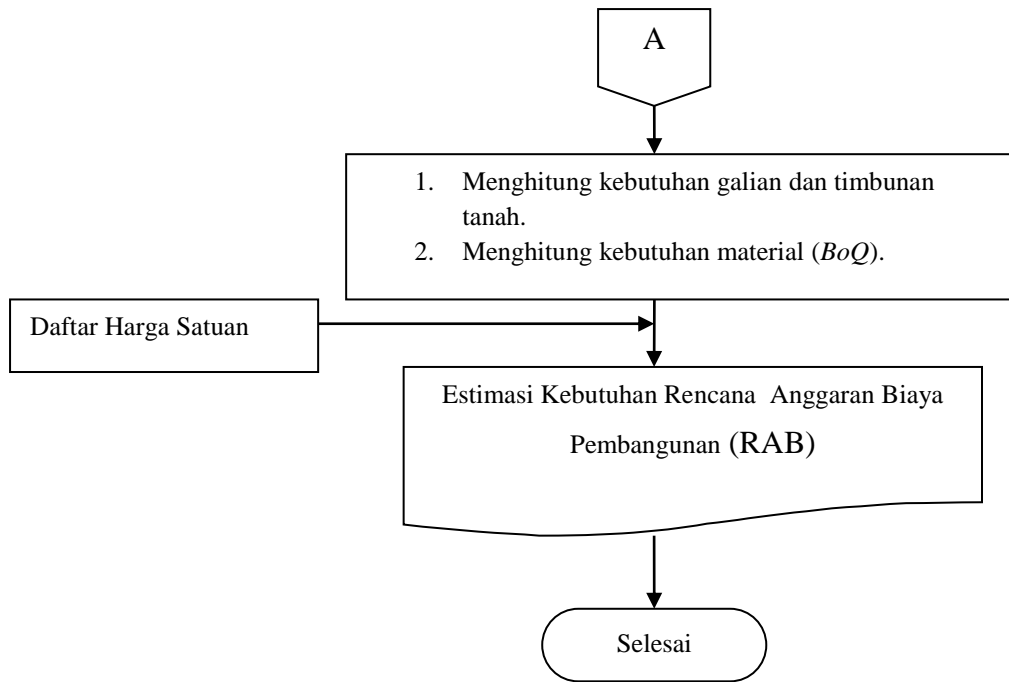 A
1. Menghitung kebutuhan galian dan timbunan
tanah.
2. Menghitung kebutuhan material (BoQ).
Daftar Harga Satuan
Estimasi Kebutuhan Rencana Anggaran Biaya
Pembangunan (RAB)
Selesai